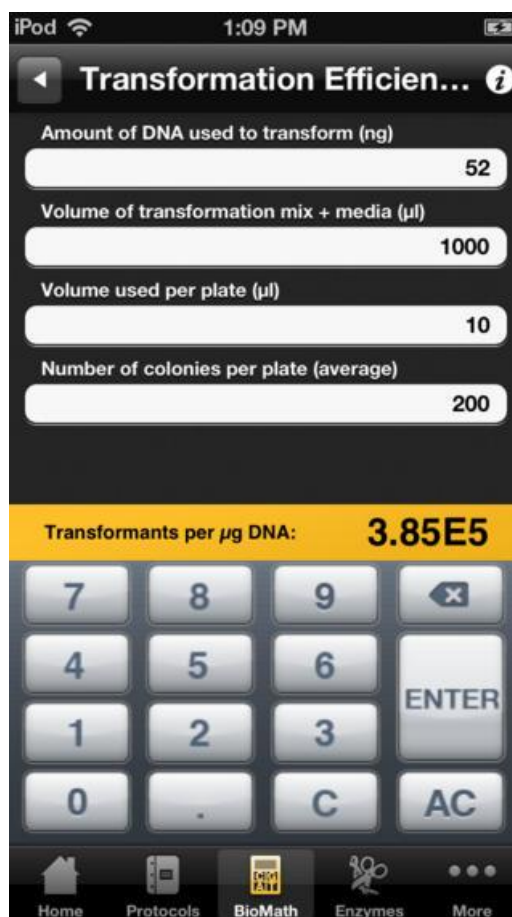 iPod 1:09 PM
Transformation Efficien... i
Amount of DNA used to transform (ng)
52
Volume of transformation mix + media (µl)
1000
Volume used per plate (µl)
10
Number of colonies per plate (average)
200
Transformants per µg DNA: 3.85E5
7 8 9
4 5 6 ENTER
1 2 3
0 . C AC
CG
AT
Home Protocols BioMath Enzymes More